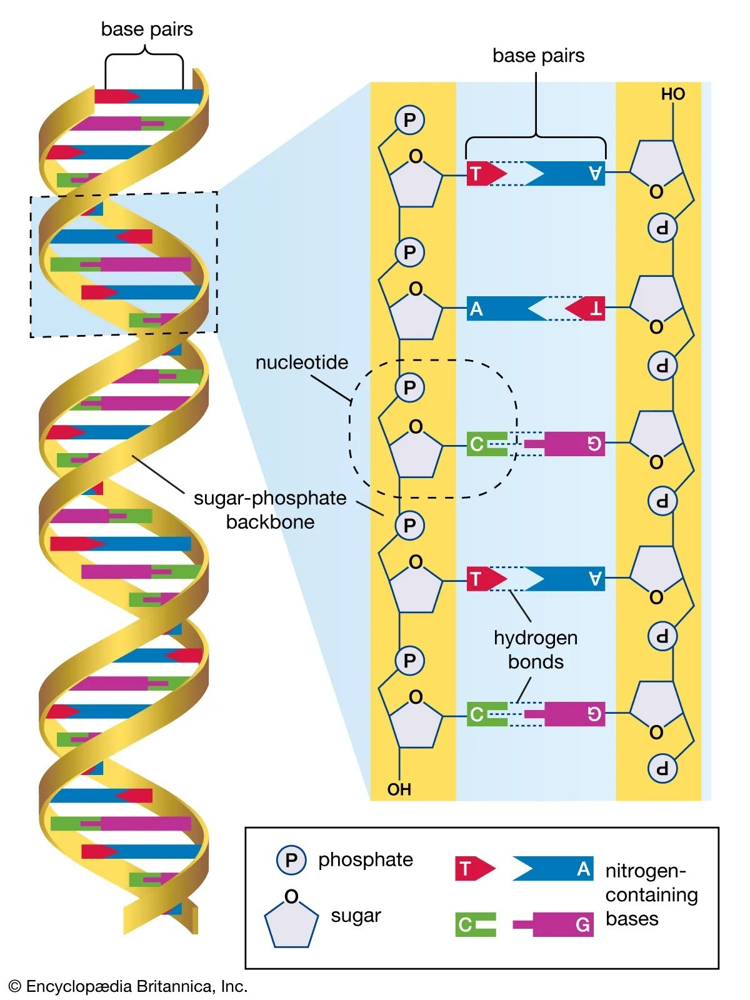 base pairs
base pairs
HO
P
O
T
A
O
P
P
O
A
T
O
nucleotide
P
P
O
C
G
O
sugar-phosphate
backbone
P
P
O
T
A
O
hydrogen
bonds
P
P
O
C
G
O
P
OH
P
phosphate
O
sugar
T
A
C
G
nitrogen-
containing
bases
© Encyclopædia Britannica, Inc.